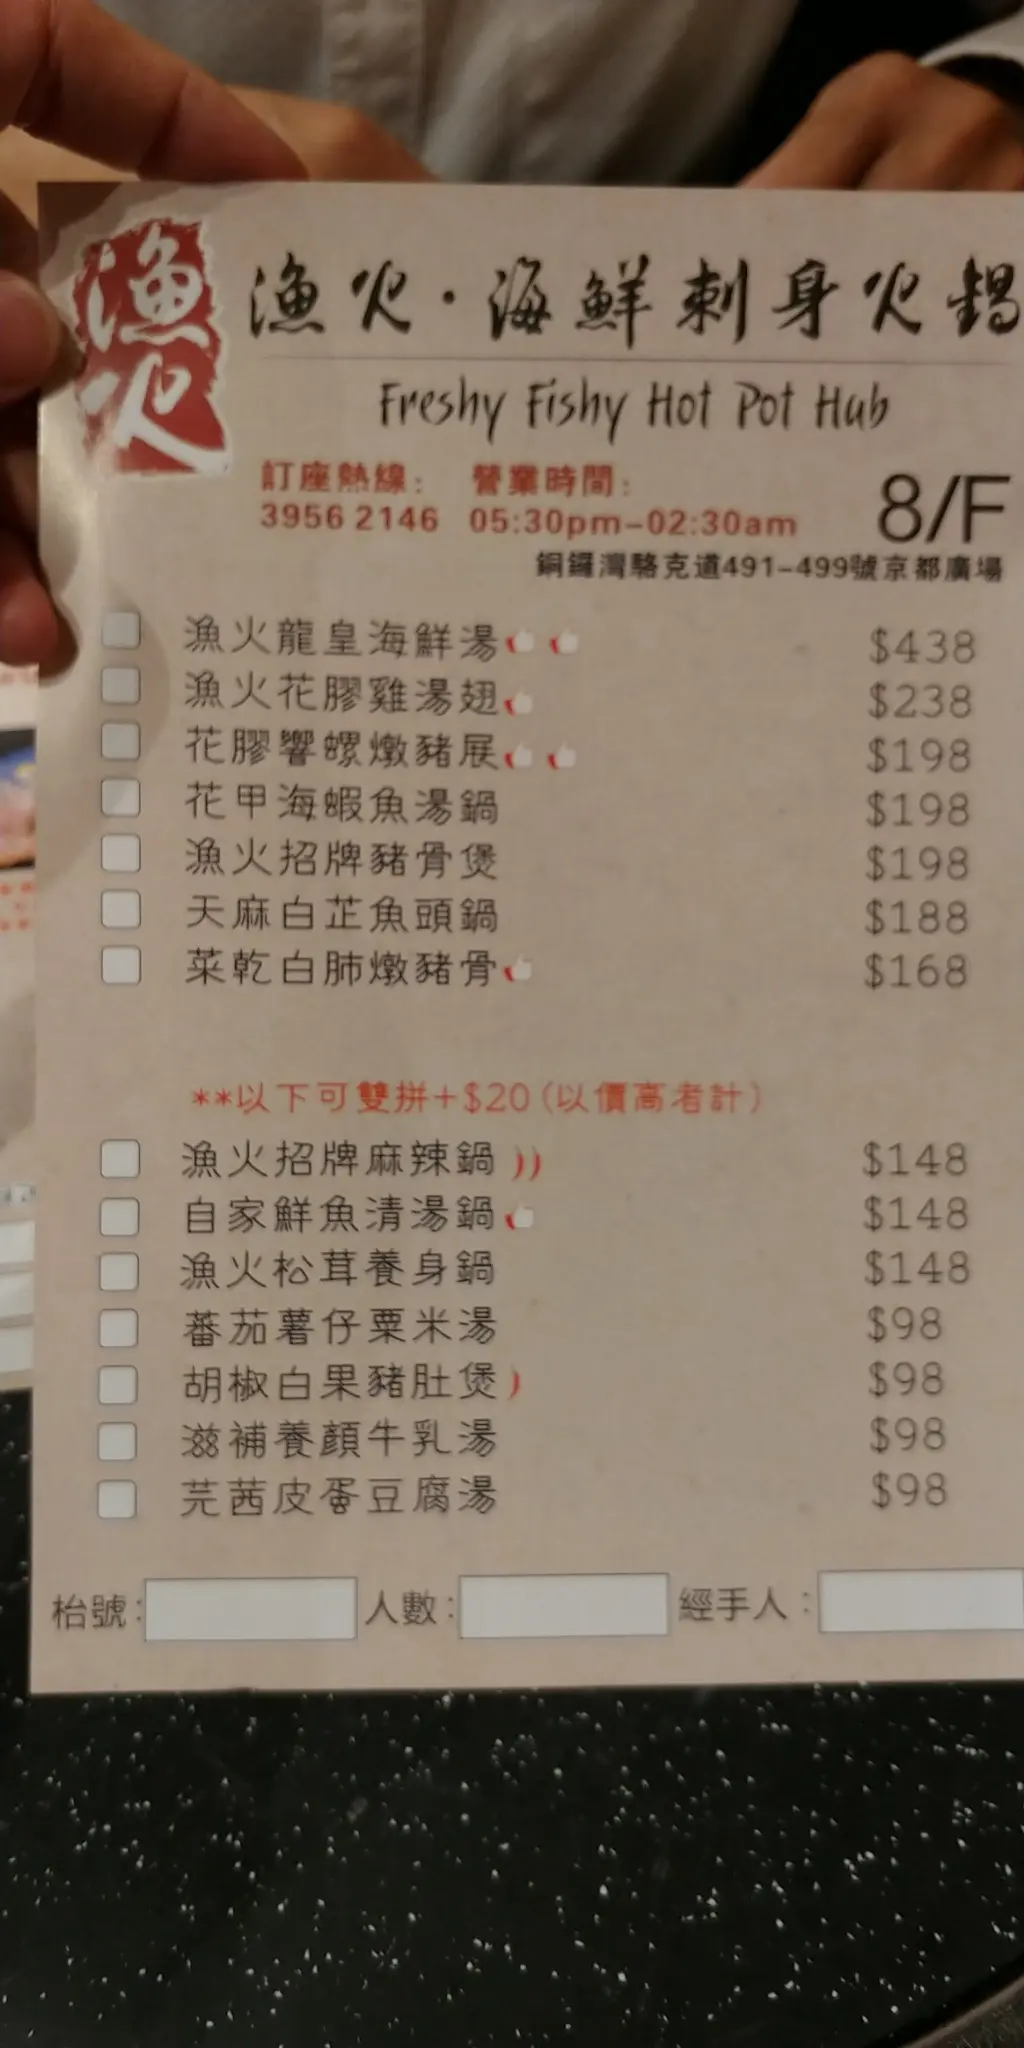 漁火
漁火·海鮮刺身火鍋
Freshy Fishy Hot Pot Hub
訂座熱線: 營業時間:
3956 2146 05:30pm-02:30am
8/F
銅鑼灣駱克道491-499號京都廣場
漁火龍皇海鮮湯 $438
漁火花膠雞湯翅 $238
花膠響螺燉豬展 $198
花甲海蝦魚湯鍋 $198
漁火招牌豬骨煲 $198
天麻白芷魚頭鍋 $188
菜乾白肺燉豬骨 $168
**以下可雙拼+$20(以價高者計)
漁火招牌麻辣鍋 $148
自家鮮魚清湯鍋 $148
漁火松茸養身鍋 $148
蕃茄薯仔粟米湯 $98
胡椒白果豬肚煲 $98
滋補養顏牛乳湯 $98
芫茜皮蛋豆腐湯 $98
枱號: 人數: 經手人: